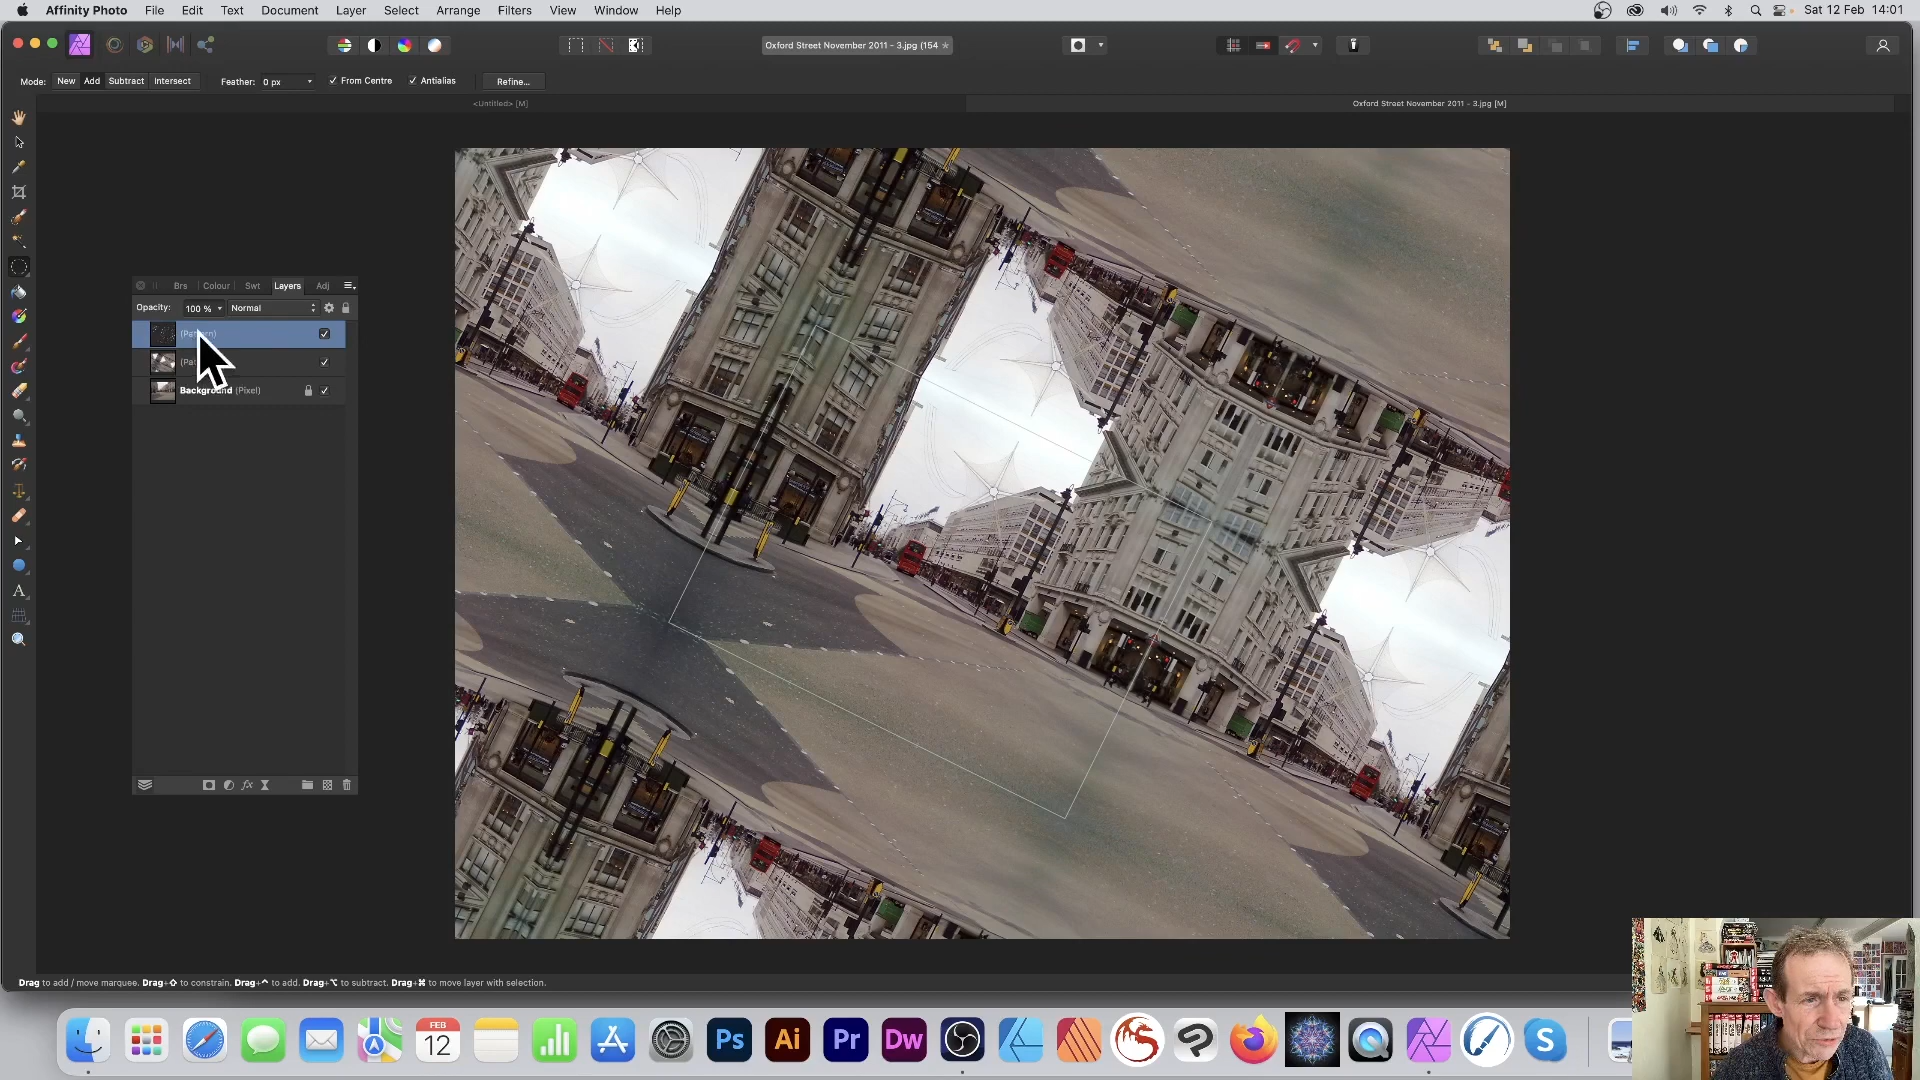 Affinity Photo File Edit Text Document Layer Select Arrange Filters View Window Help Sat 12 Feb 14:01
Oxford Street November 2011 - 3.jpg (154
Mode: New Add Subtract Intersect Feather: 0 px From Centre Antialias Refine...
<Untitled> [M] Oxford Street November 2011 - 3.jpg [M]
Brs Colour Swt Layers Adj
Opacity: 100 % Normal
Background (Pixel)
A
Drag to add / move marquee. Drag+⇧ to constrain. Drag+^ to add. Drag+⌥ to subtract. Drag+⌘ to move layer with selection.
FEB
12
Ps Ai Pr Dw S